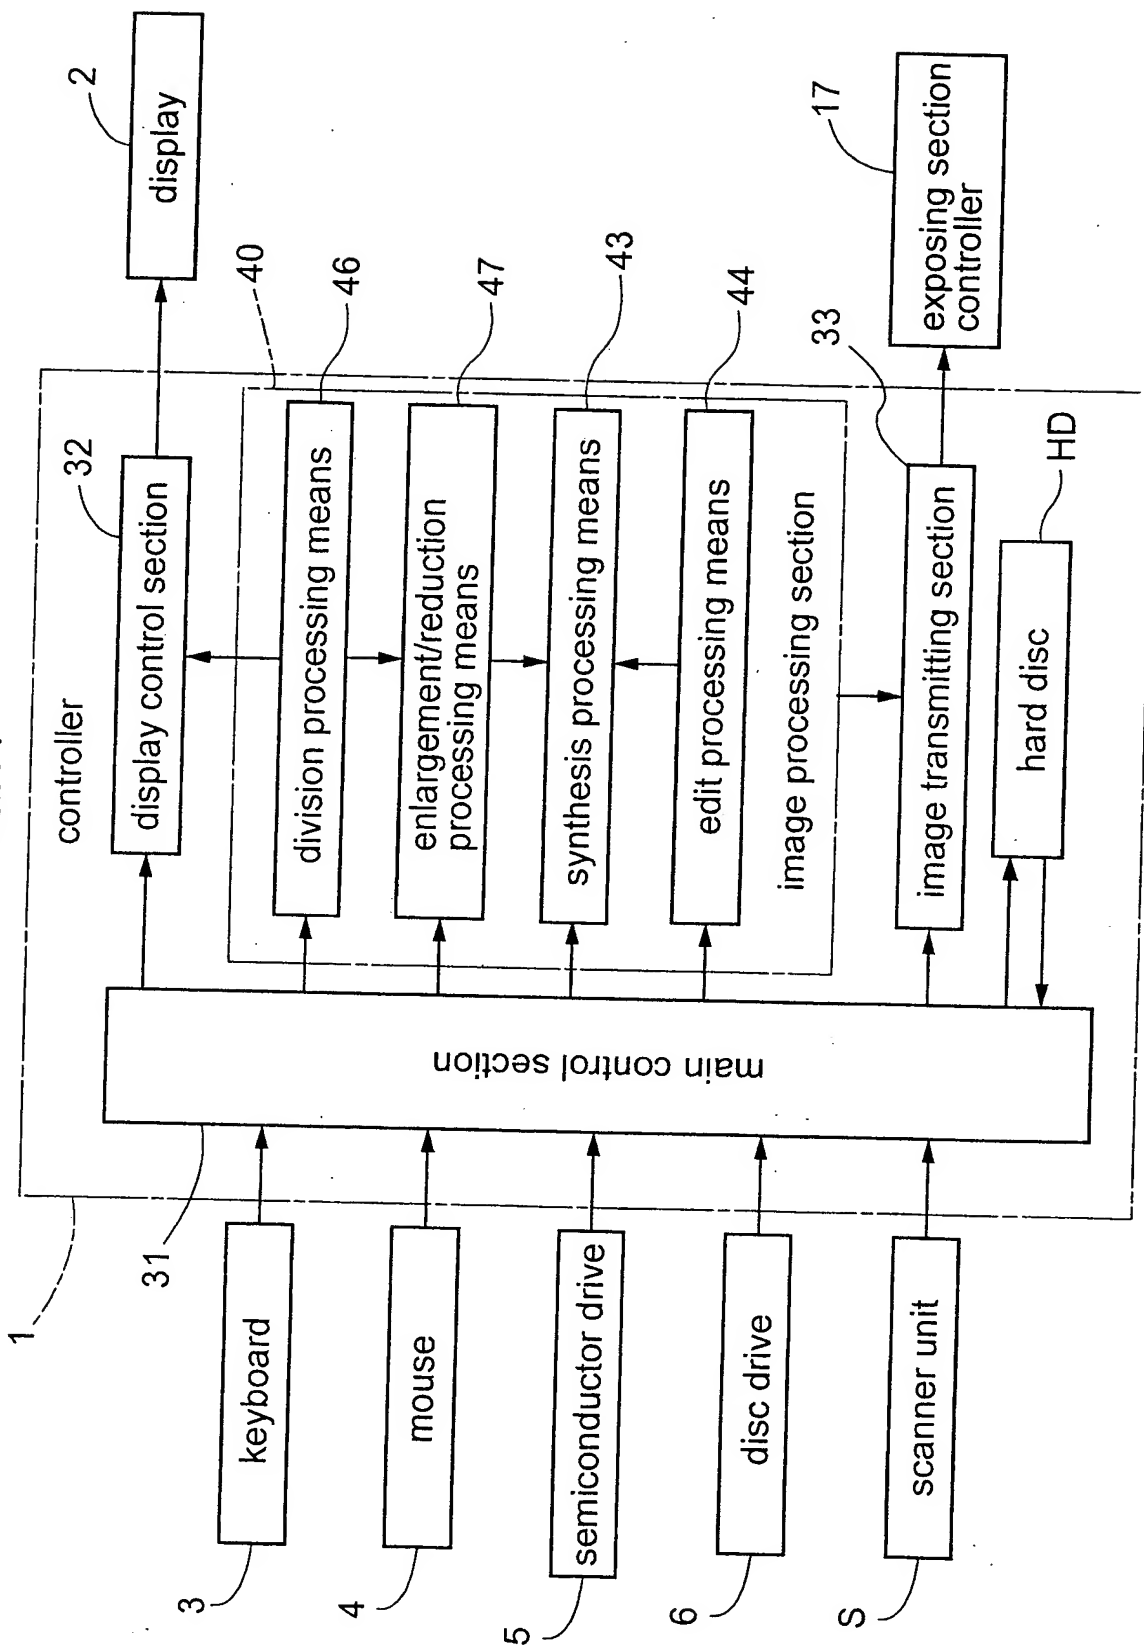 controller
1
2
display
32
display control section
40
46
division processing means
47
enlargement/reduction
processing means
43
synthesis processing means
44
edit processing means
image processing section
33
image transmitting section
17
exposing section
controller
HD
hard disc
31
main control section
3
keyboard
4
mouse
5
semiconductor drive
6
disc drive
S
scanner unit